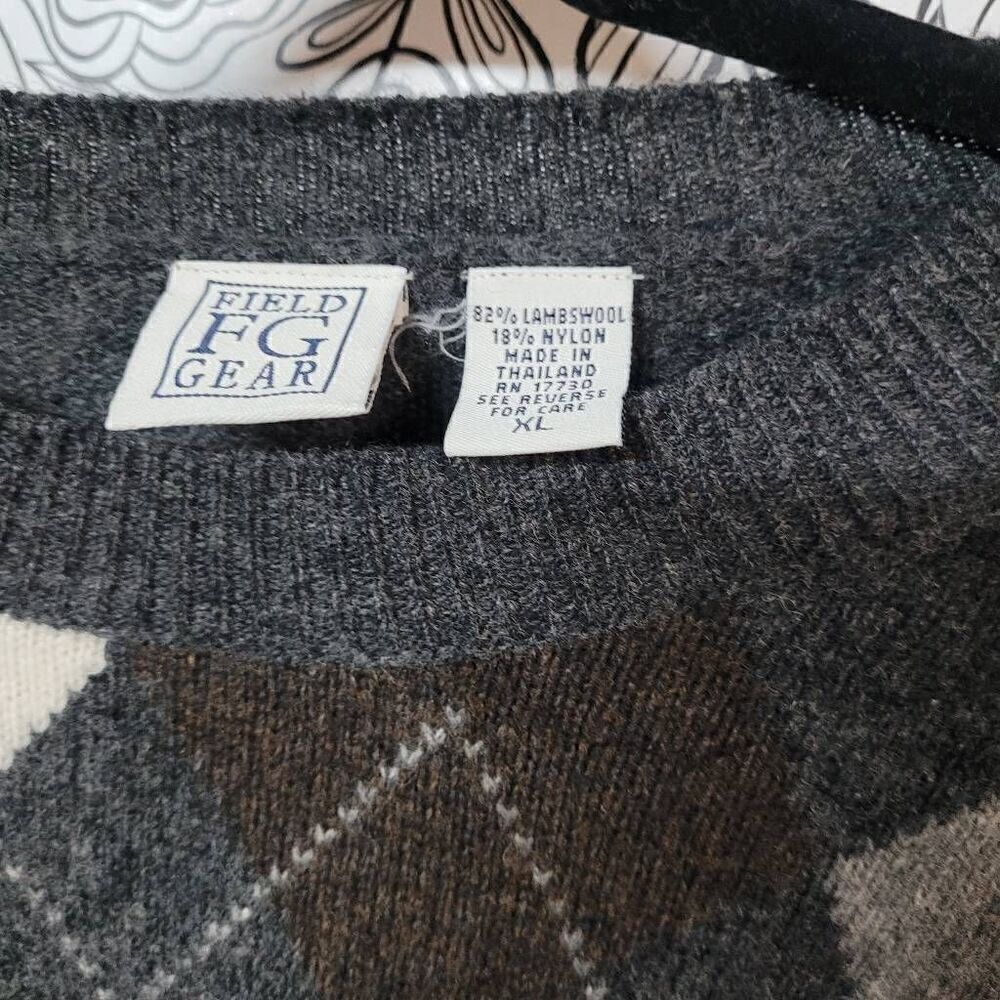 FIELD
FG
GEAR
82% LAMBSWOOL
18% NYLON
MADE IN
THAILAND
RN 17730
SEE REVERSE
FOR CARE
XL